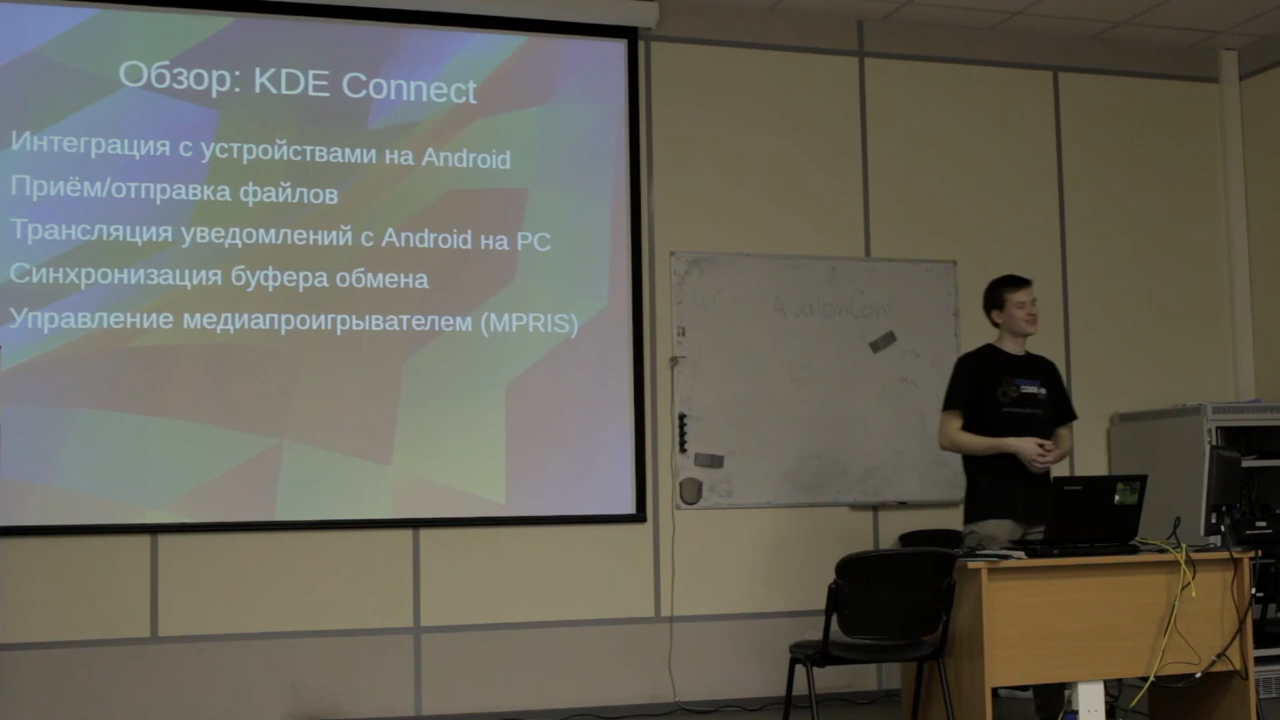 Обзор: KDE Connect
Интеграция с устройствами на Android
Приём/отправка файлов
Трансляция уведомлений с Android на PC
Синхронизация буфера обмена
Управление медиапроигрывателем (MPRIS)